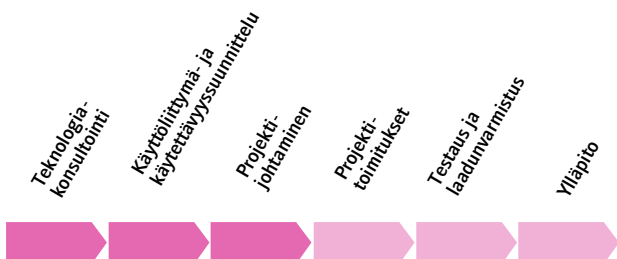 Teknologia-
konsultointi
Käyttöliittymä- ja
käytettävyyssuunnittelu
Projekti-
johtaminen
Projekti-
toimitukset
Testaus ja
laadunvarmistus
Ylläpito